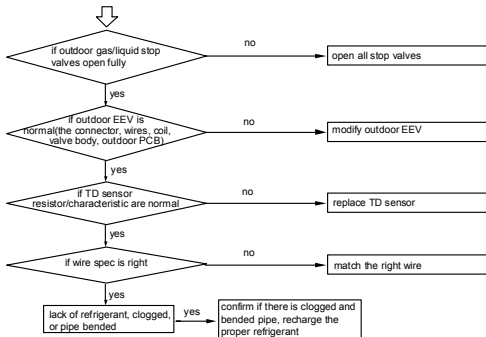 if outdoor gas/liquid stop
valves open fully
no
open all stop valves
yes
if outdoor EEV is
normal(the connector, wires, coil,
valve body, outdoor PCB)
no
modify outdoor EEV
yes
if TD sensor
resistor/characteristic are normal
no
replace TD sensor
yes
if wire spec is right
no
match the right wire
yes
lack of refrigerant, clogged,
or pipe bended
yes
confirm if there is clogged and
bended pipe, recharge the
proper refrigerant